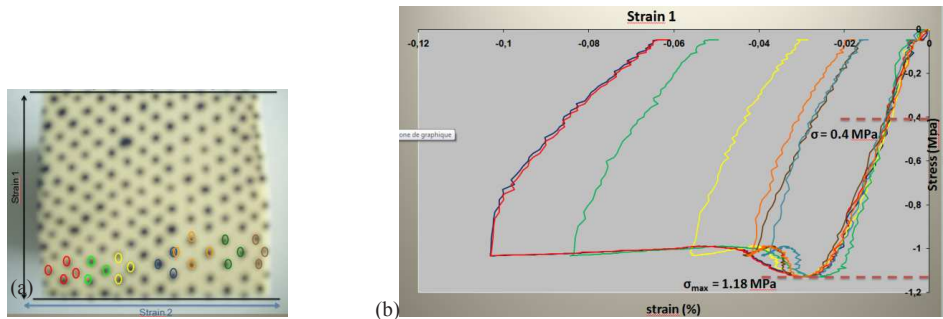 Strain 1
(a)
Strain 2
(b)
Strain 1
-0,12
-0,1
-0,08
-0,06
-0,04
-0,02
0
0
-0,2
0,4
-0,6
-0,8
-1
-1,2
one de graphique
σ = 0.4 MPa
Stress (Mpa)
σmax = 1.18 MPa
strain (%)